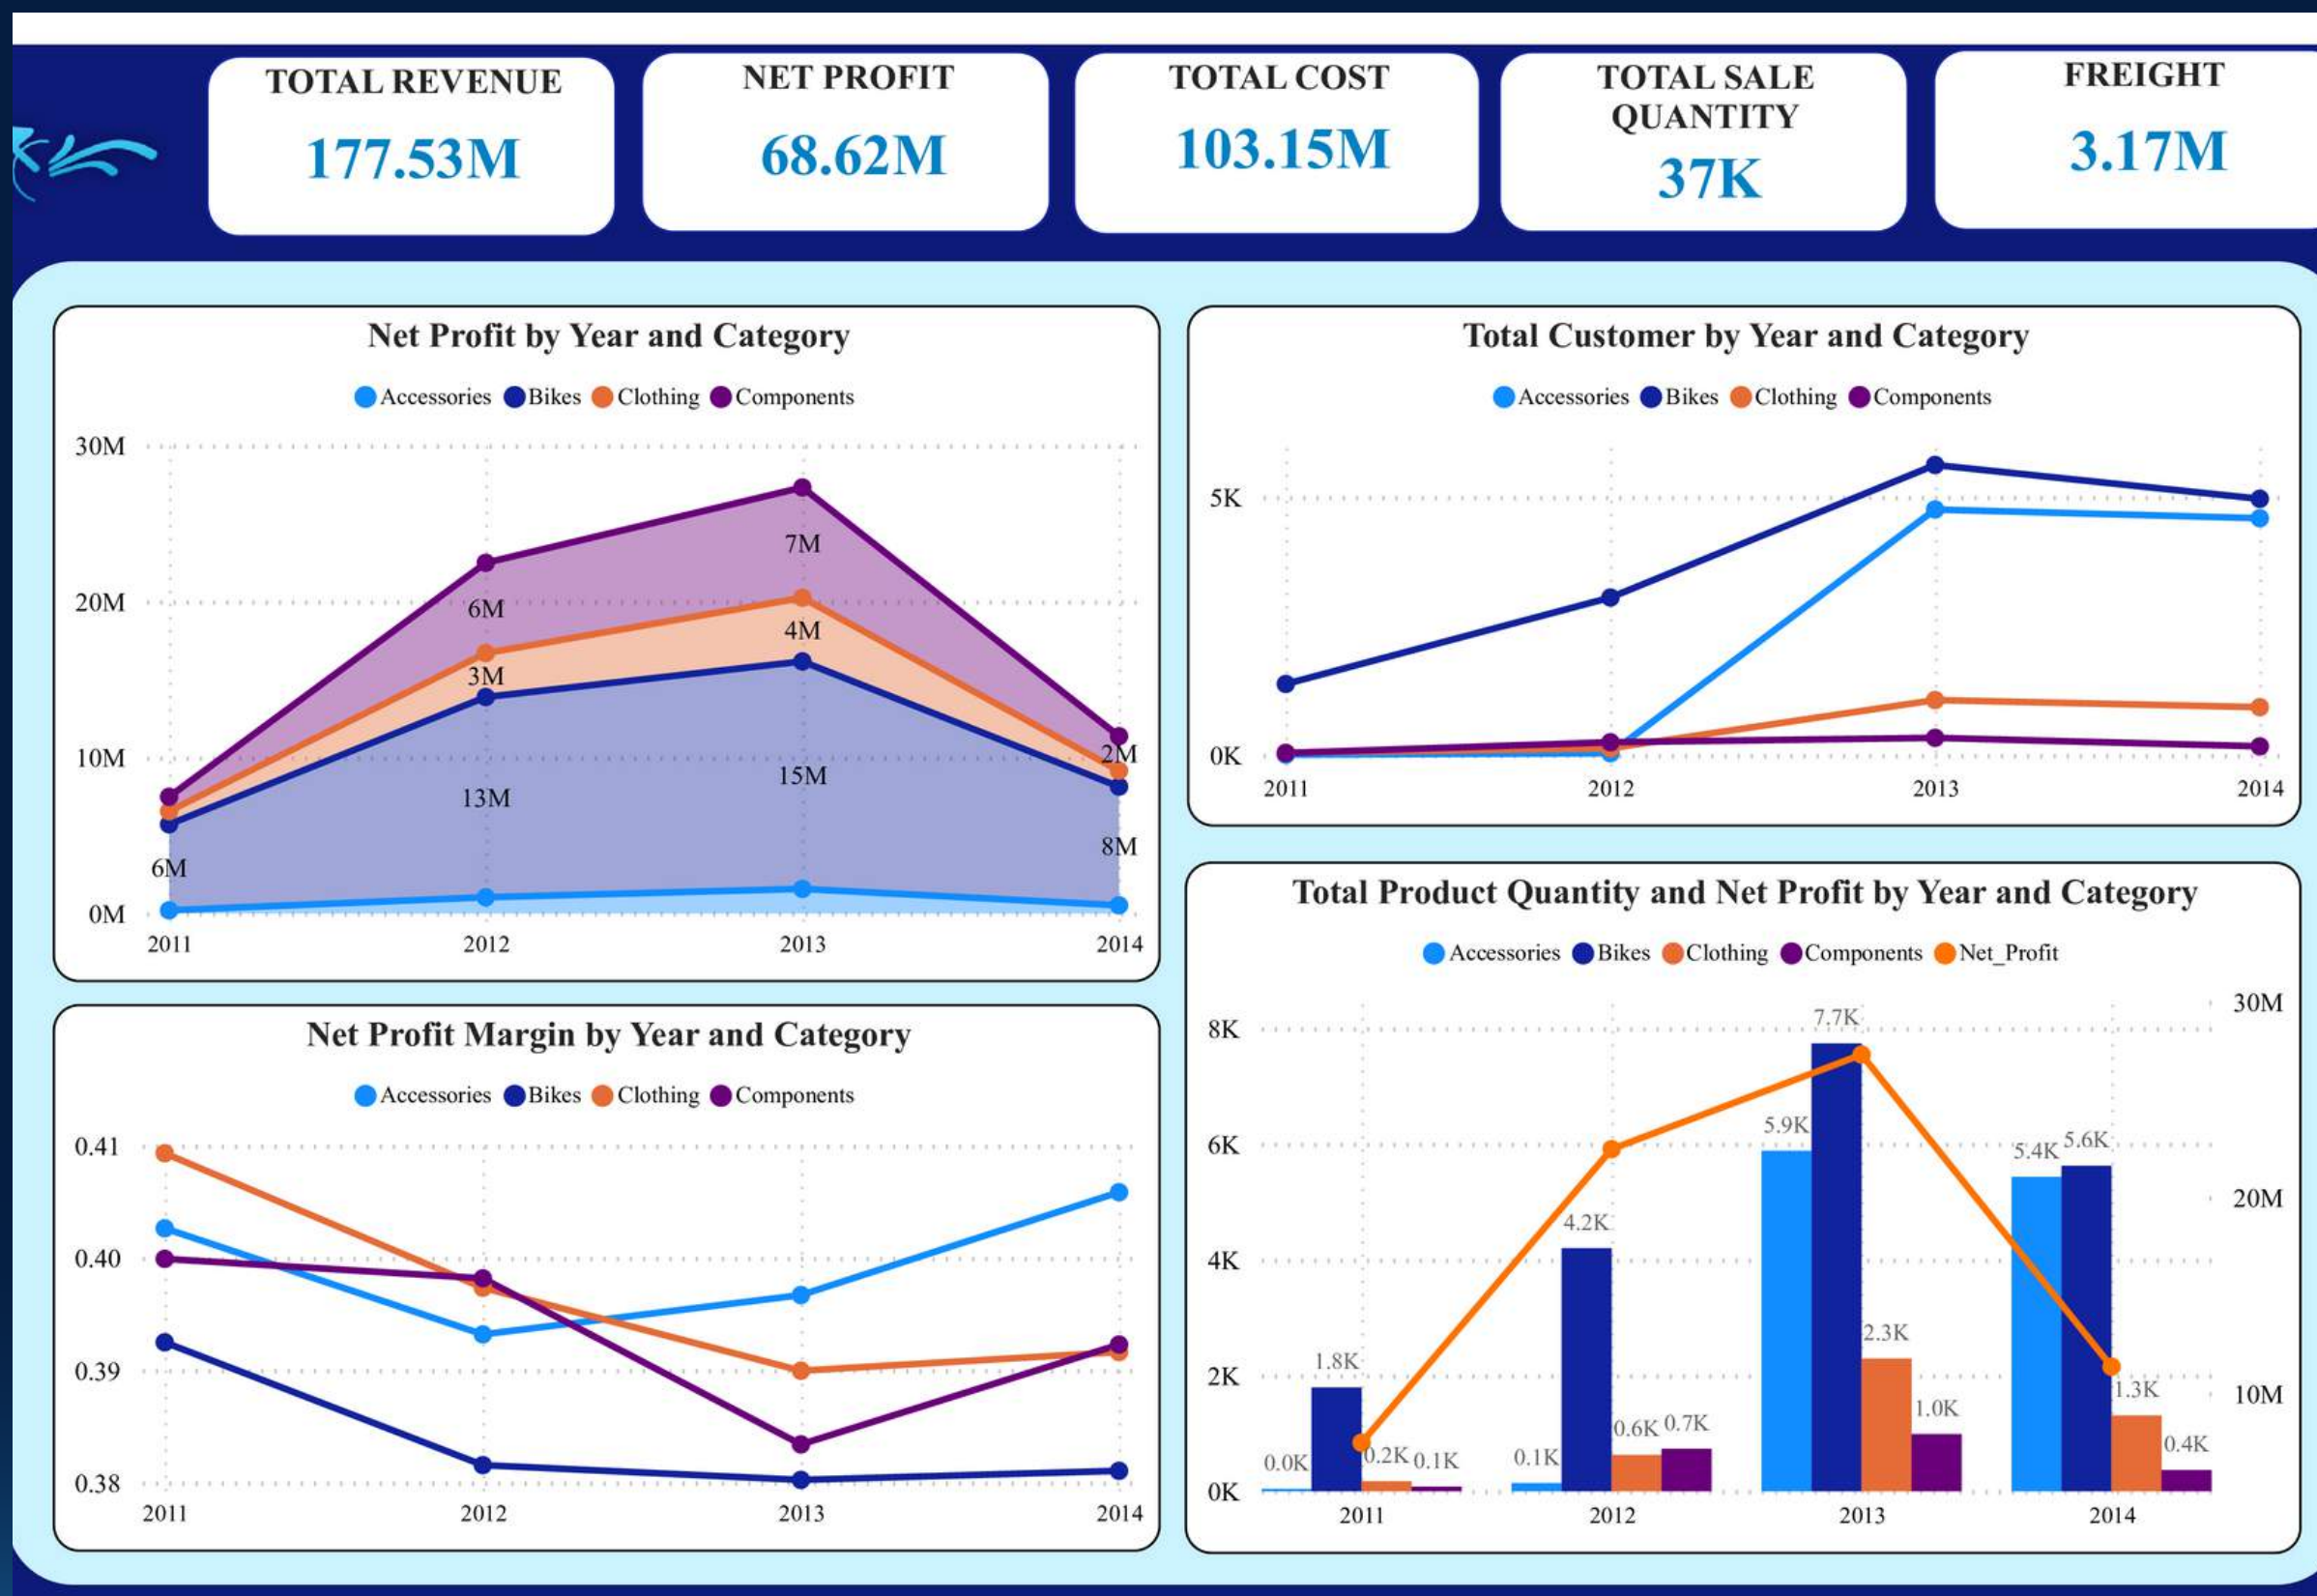 TOTAL REVENUE
177.53M
NET PROFIT
68.62M
TOTAL COST
103.15M
TOTAL SALE
QUANTITY
37K
FREIGHT
3.17M
Net Profit by Year and Category
Accessories Bikes Clothing Components
30M
20M
10M
0M
7M
6M
4M
3M
2M
15M
13M
8M
6M
2011 2012 2013 2014
Total Customer by Year and Category
Accessories Bikes Clothing Components
5K
0K
2011 2012 2013 2014
Net Profit Margin by Year and Category
Accessories Bikes Clothing Components
0.41
0.40
0.39
0.38
2011 2012 2013 2014
Total Product Quantity and Net Profit by Year and Category
Accessories Bikes Clothing Components Net_Profit
8K
6K
4K
2K
0K
30M
20M
10M
0.0K 1.8K 0.2K 0.1K
0.1K 4.2K 0.6K 0.7K
5.9K 7.7K 2.3K 1.0K
5.4K 5.6K 1.3K 0.4K
2011 2012 2013 2014